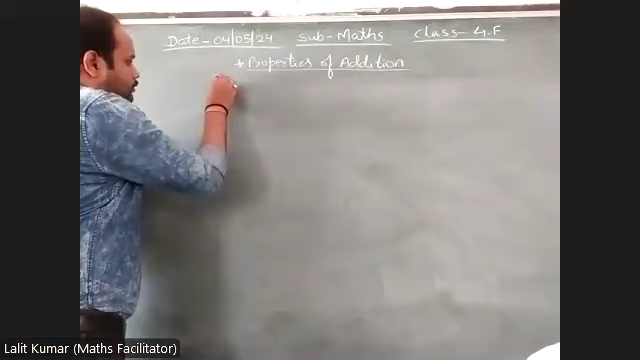 Date - 04/05/24 Sub - Maths Class - 4-F
+ Properties of Addition
Lalit Kumar (Maths Facilitator)